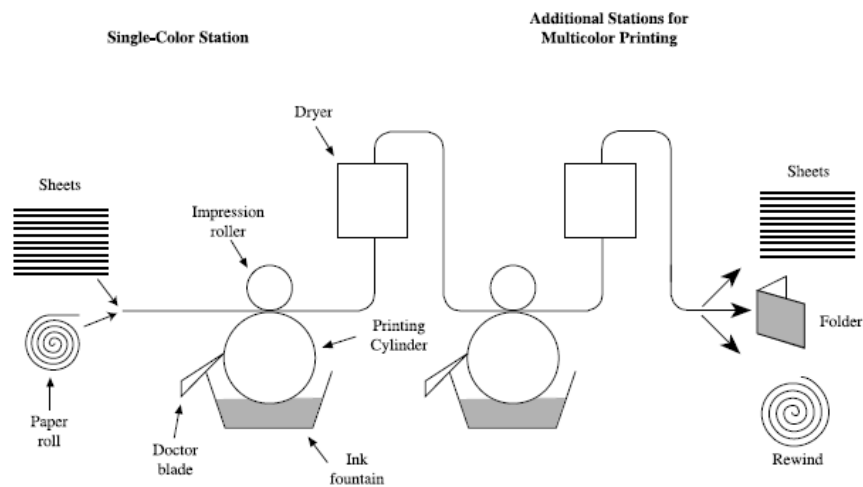 Single-Color Station
Additional Stations for
Multicolor Printing
Dryer
Sheets
Impression
roller
Sheets
Printing
Cylinder
Folder
Paper
roll
Doctor
blade
Ink
fountain
Rewind